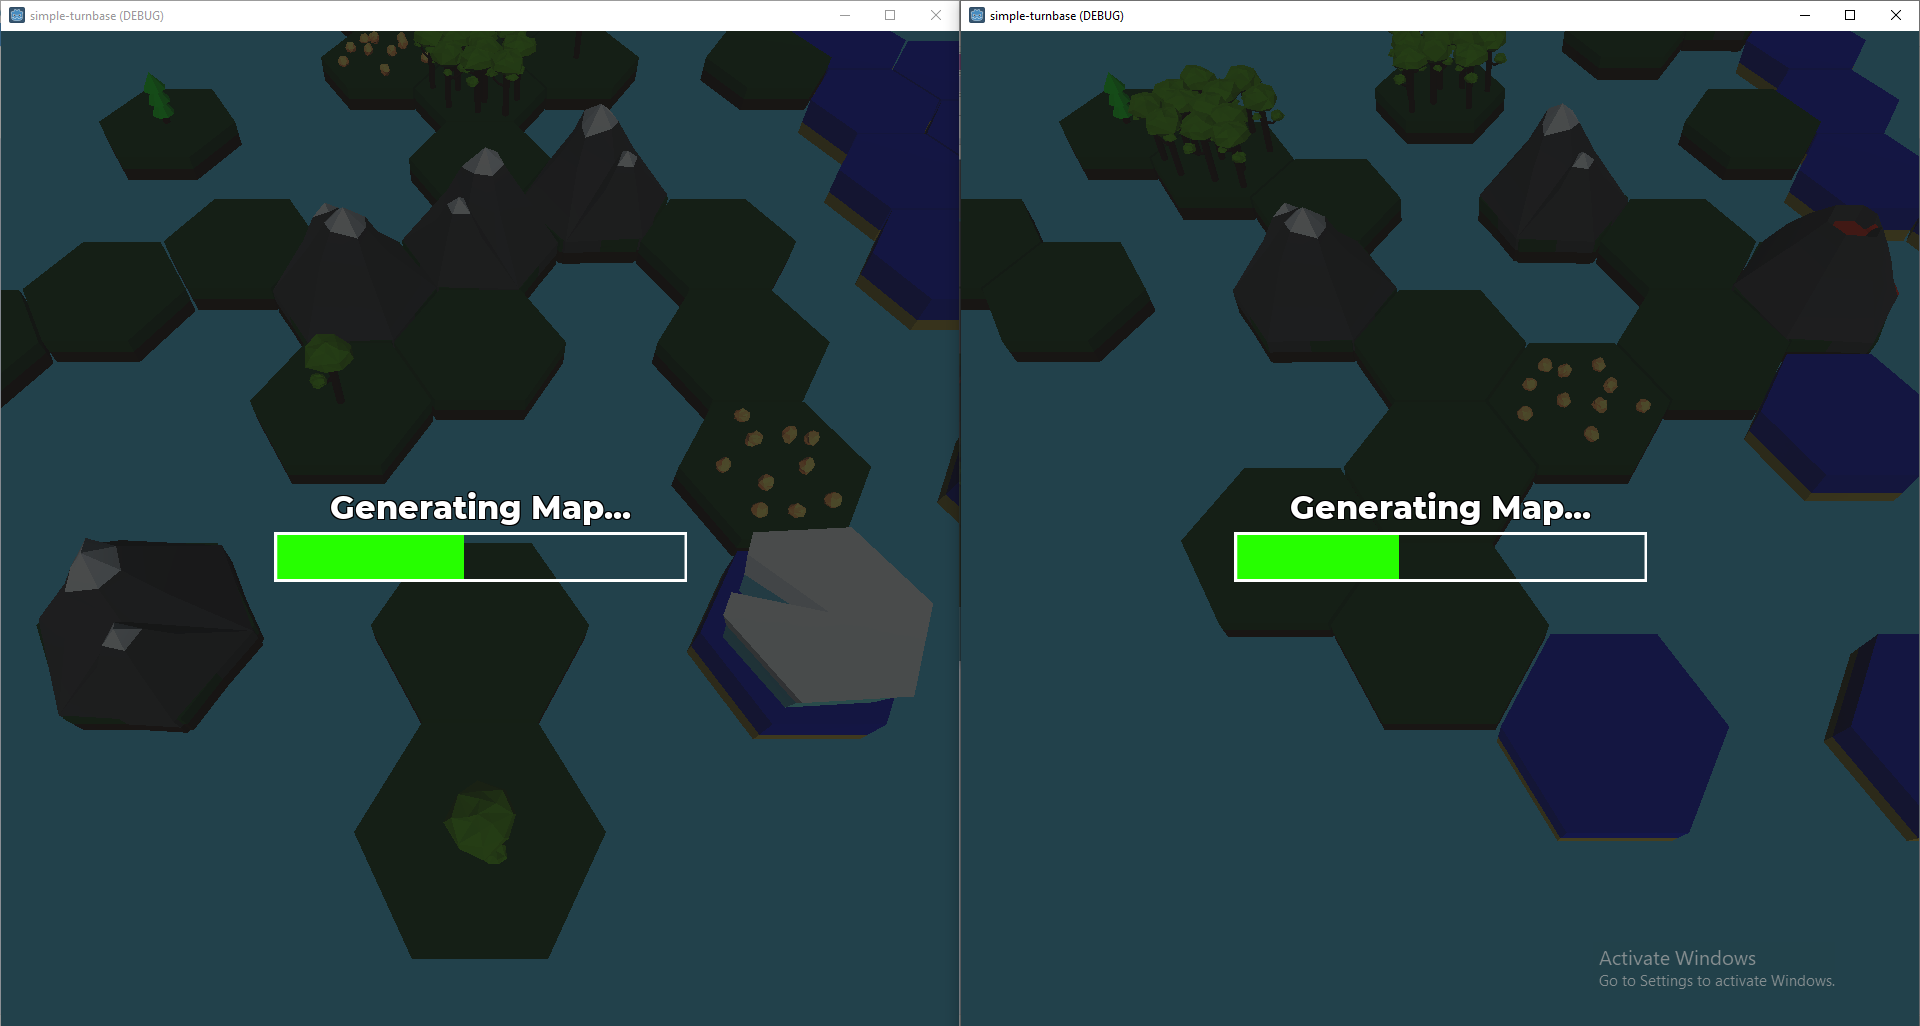 simple-turnbase (DEBUG)
simple-turnbase (DEBUG)
Generating Map...
Generating Map...
Activate Windows
Go to Settings to activate Windows.